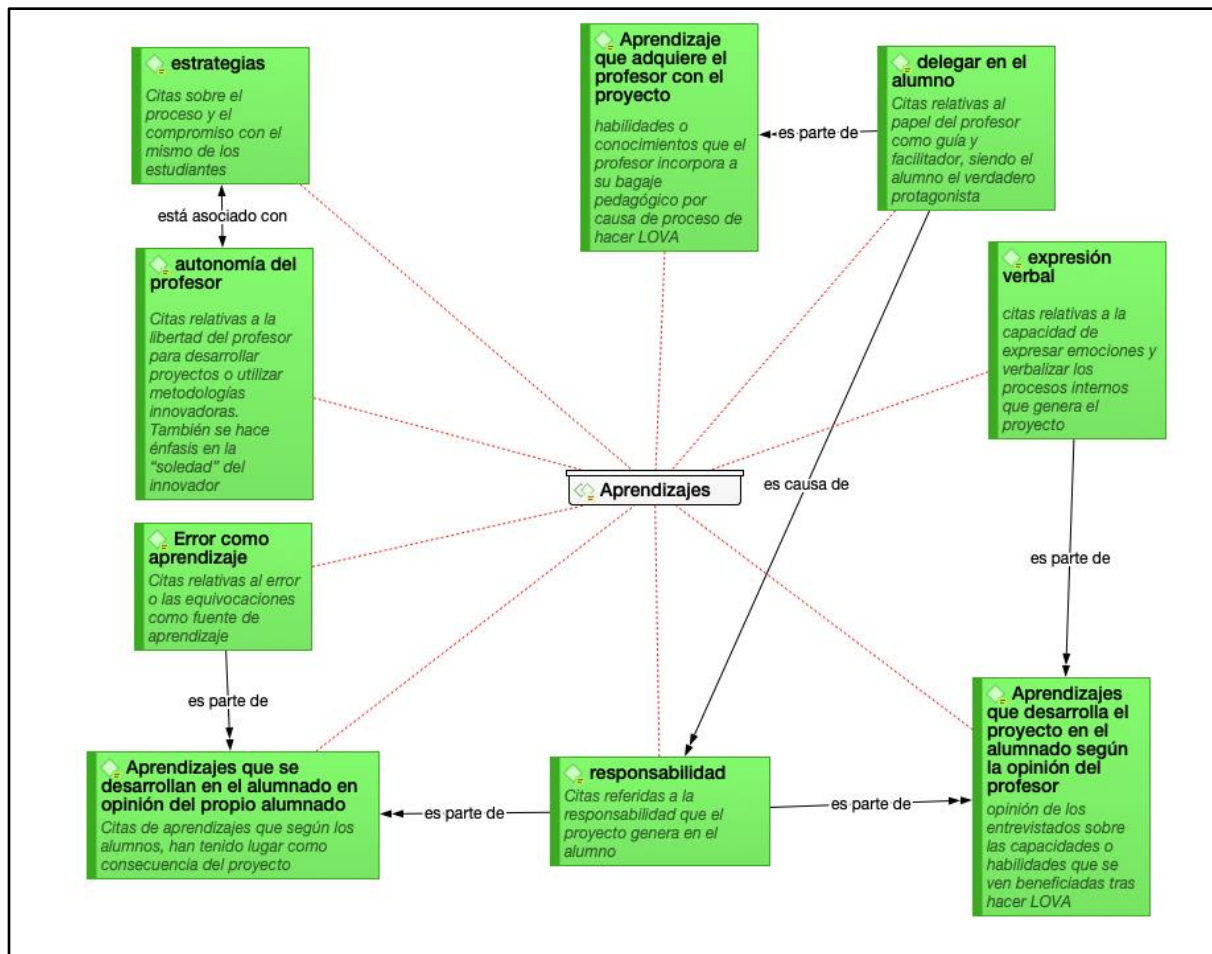 estrategias
Citas sobre el
proceso y el
compromiso con el
mismo de los
estudiantes
está asociado con
autonomía del
profesor
Citas relativas a la
libertad del profesor
para desarrollar
proyectos o utilizar
metodologías
innovadoras.
También se hace
énfasis en la
“soledad” del
innovador
Aprendizaje
que adquiere el
profesor con el
proyecto
habilidades o
conocimientos que el
profesor incorpora a
su bagaje
pedagógico por
causa de proceso de
hacer LOVA
es parte de
delegar en el
alumno
Citas relativas al
papel del profesor
como guía y
facilitador, siendo el
alumno el verdadero
protagonista
expresión
verbal
citas relativas a la
capacidad de
expresar emociones y
verbalizar los
procesos internos
que genera el
proyecto
Aprendizajes
es causa de
es parte de
Error como
aprendizaje
Citas relativas al error
o las equivocaciones
como fuente de
aprendizaje
es parte de
Aprendizajes que se
desarrollan en el alumnado en
opinión del propio alumnado
Citas de aprendizajes que según los
alumnos, han tenido lugar como
consecuencia del proyecto
es parte de
responsabilidad
Citas referidas a la
responsabilidad que el
proyecto genera en el
alumno
es parte de
Aprendizajes
que desarrolla el
proyecto en el
alumnado según
la opinión del
profesor
opinión de los
entrevistados sobre
las capacidades o
habilidades que se
ven beneficiadas tras
hacer LOVA